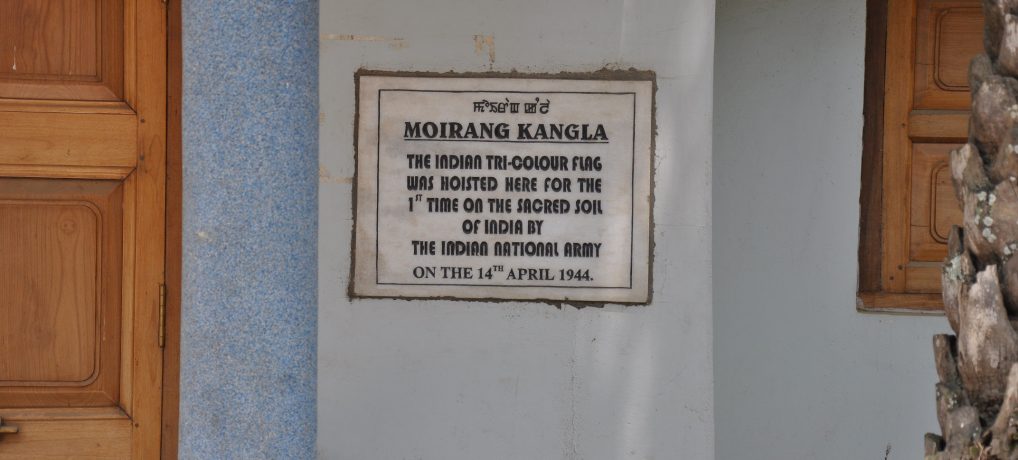 ꯃꯣꯢꯔꯥꯡ ꯀꯪꯂꯥ
MOIRANG KANGLA
THE INDIAN TRI-COLOUR FLAG
WAS HOISTED HERE FOR THE
1ST TIME ON THE SACRED SOIL
OF INDIA BY
THE INDIAN NATIONAL ARMY
ON THE 14TH APRIL 1944.